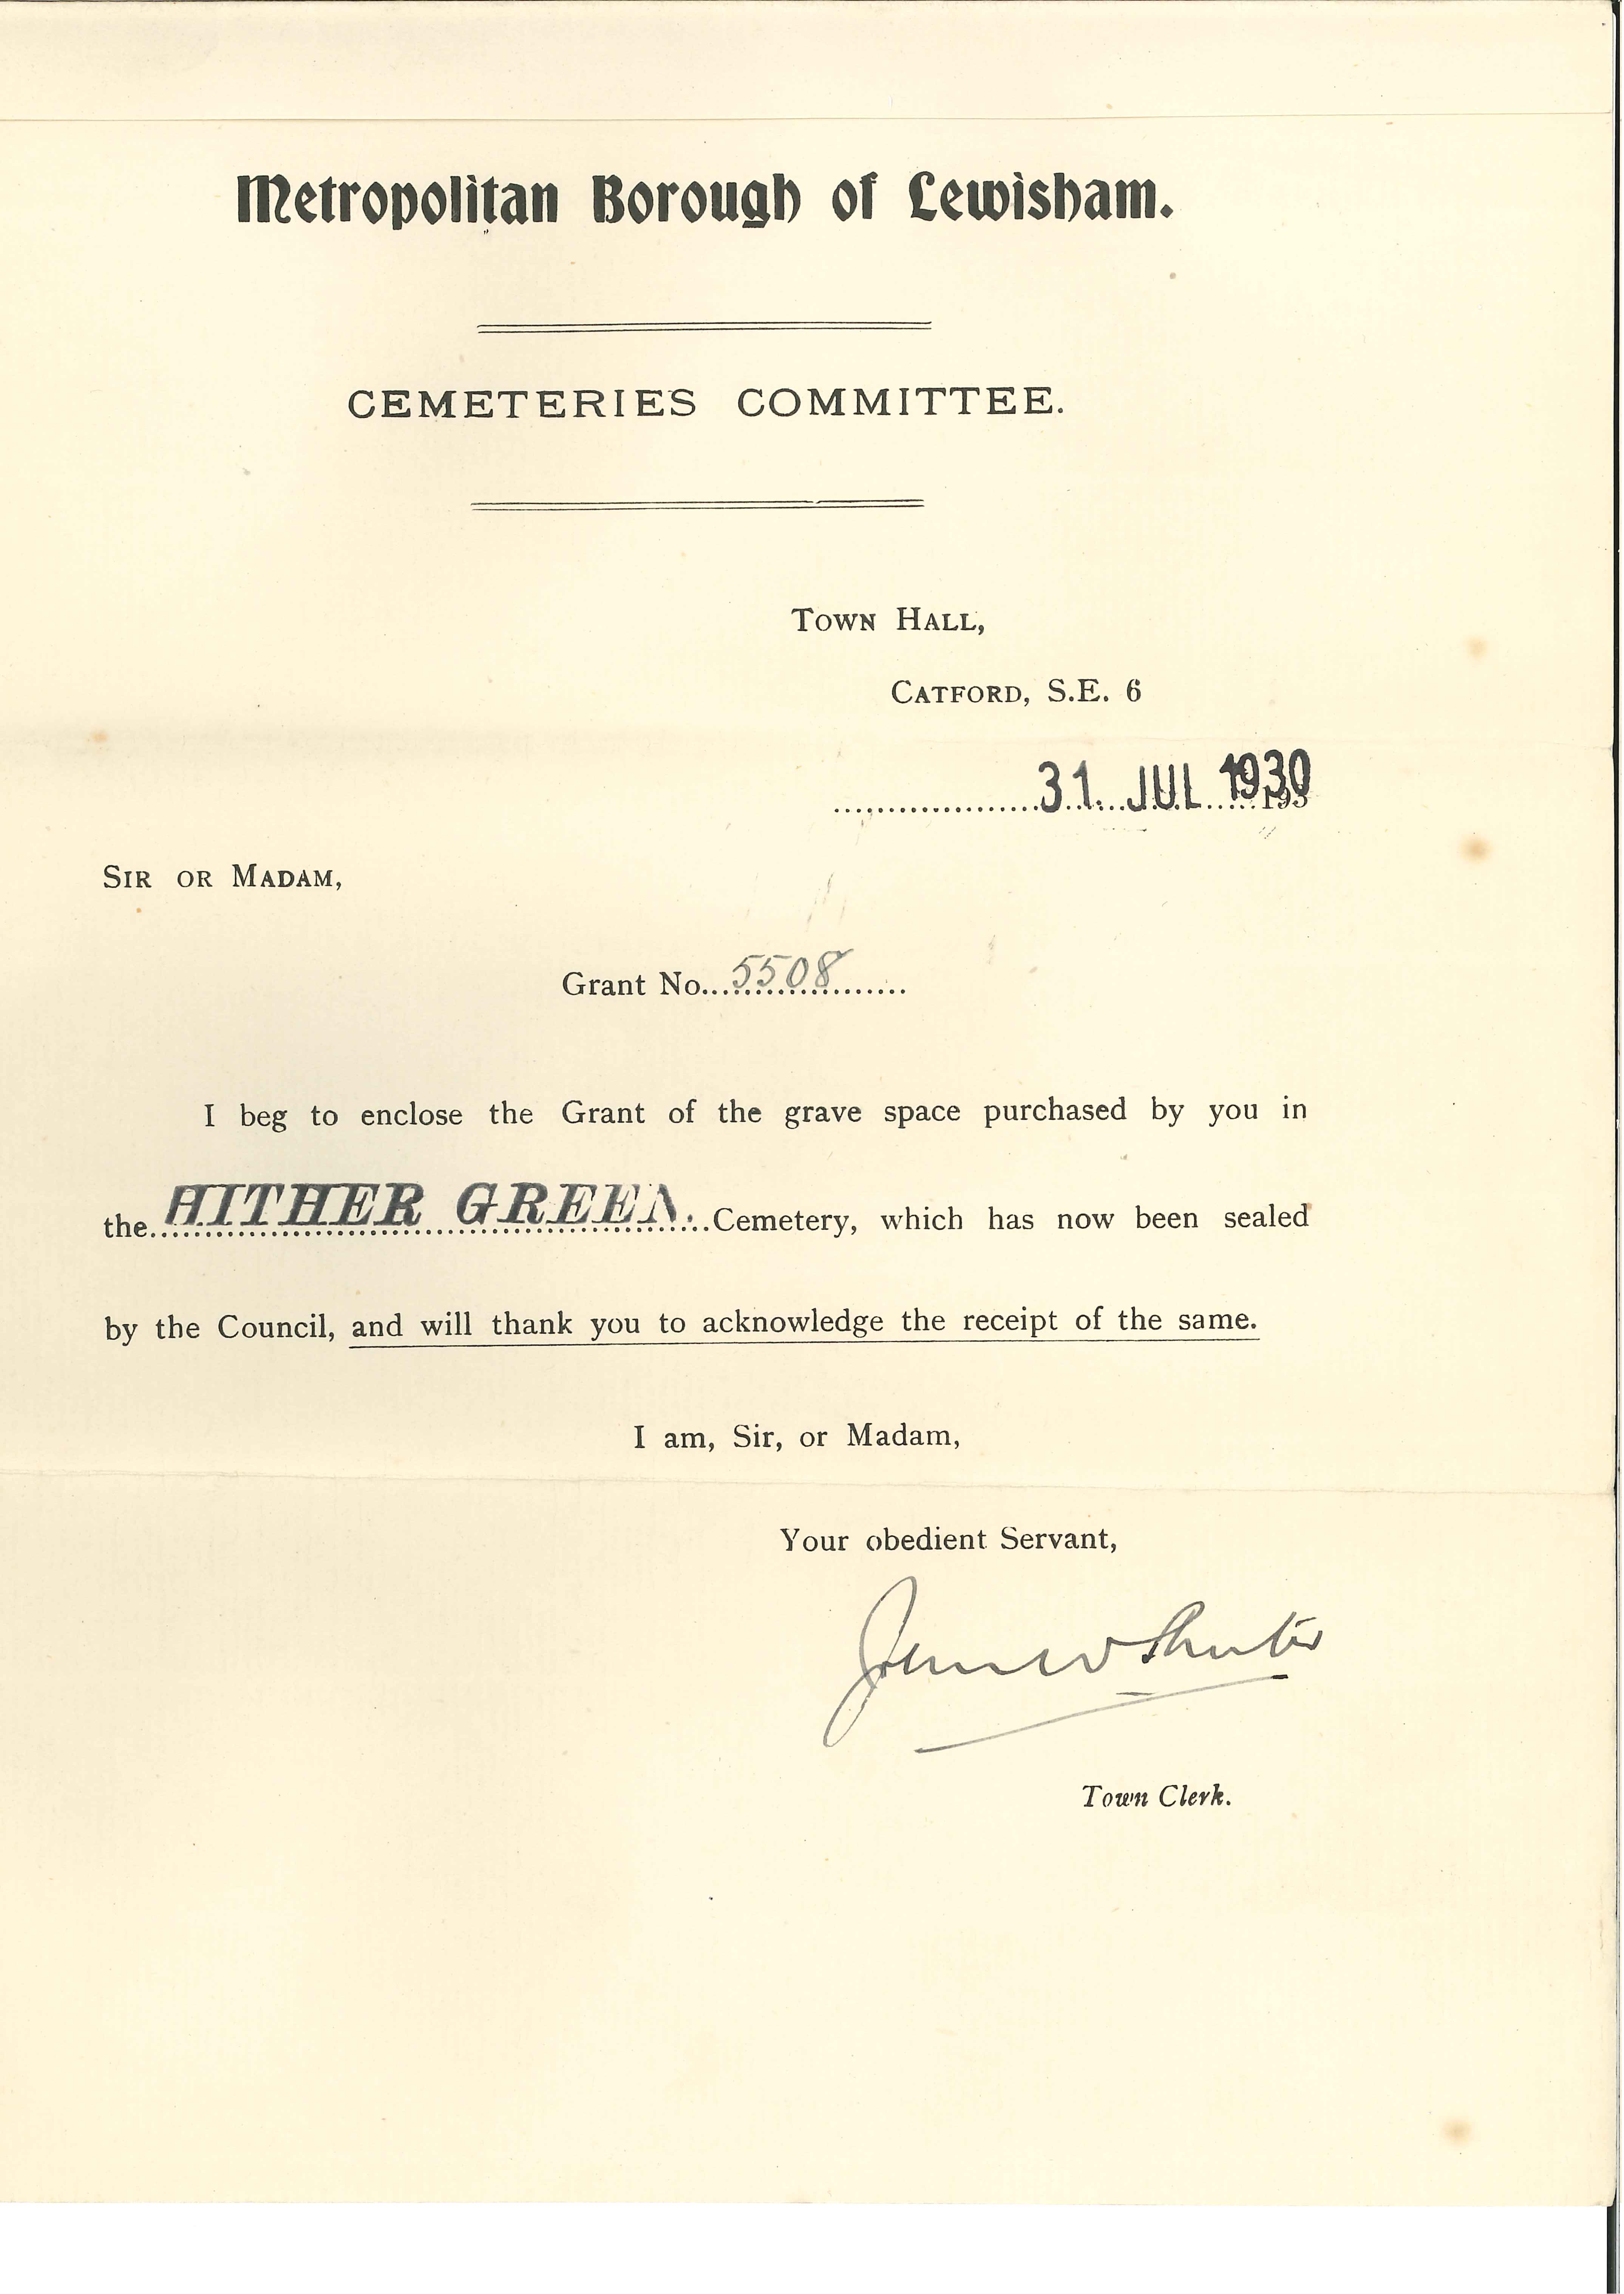 Metropolitan Borough of Lewisham.
CEMETERIES COMMITTEE.
TOWN HALL,
CATFORD, S.E. 6
31 JUL 1930
193
SIR OR MADAM,
Grant No. 5508
I beg to enclose the Grant of the grave space purchased by you in
the HITHER GREEN Cemetery, which has now been sealed
by the Council, and will thank you to acknowledge the receipt of the same.
I am, Sir, or Madam,
Your obedient Servant,
Town Clerk.